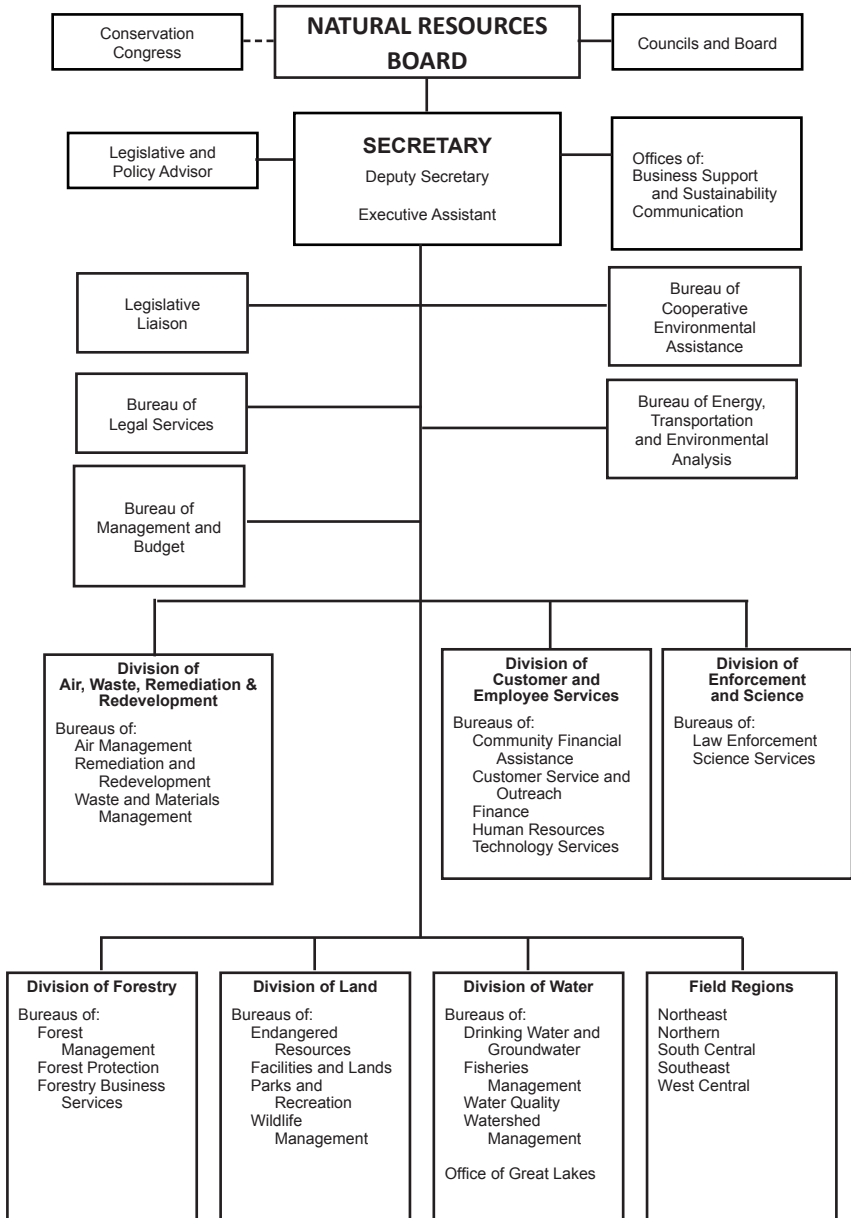 Conservation
Congress
NATURAL RESOURCES
BOARD
Councils and Board
Legislative and
Policy Advisor
SECRETARY
Deputy Secretary
Executive Assistant
Offices of:
Business Support
and Sustainability
Communication
Legislative
Liaison
Bureau of
Cooperative
Environmental
Assistance
Bureau of
Legal Services
Bureau of Energy,
Transportation
and Environmental
Analysis
Bureau of
Management and
Budget
Division of
Air, Waste, Remediation &
Redevelopment
Bureaus of:
Air Management
Remediation and
Redevelopment
Waste and Materials
Management
Division of
Customer and
Employee Services
Bureaus of:
Community Financial
Assistance
Customer Service and
Outreach
Finance
Human Resources
Technology Services
Division of
Enforcement
and Science
Bureaus of:
Law Enforcement
Science Services
Division of Forestry
Bureaus of:
Forest
Management
Forest Protection
Forestry Business
Services
Division of Land
Bureaus of:
Endangered
Resources
Facilities and Lands
Parks and
Recreation
Wildlife
Management
Division of Water
Bureaus of:
Drinking Water and
Groundwater
Fisheries
Management
Water Quality
Watershed
Management
Office of Great Lakes
Field Regions
Northeast
Northern
South Central
Southeast
West Central